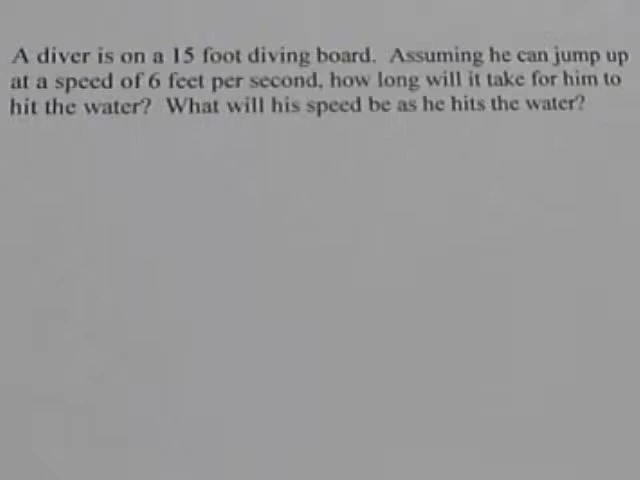 A diver is on a 15 foot diving board.  Assuming he can jump up
at a speed of 6 feet per second, how long will it take for him to
hit the water?  What will his speed be as he hits the water?